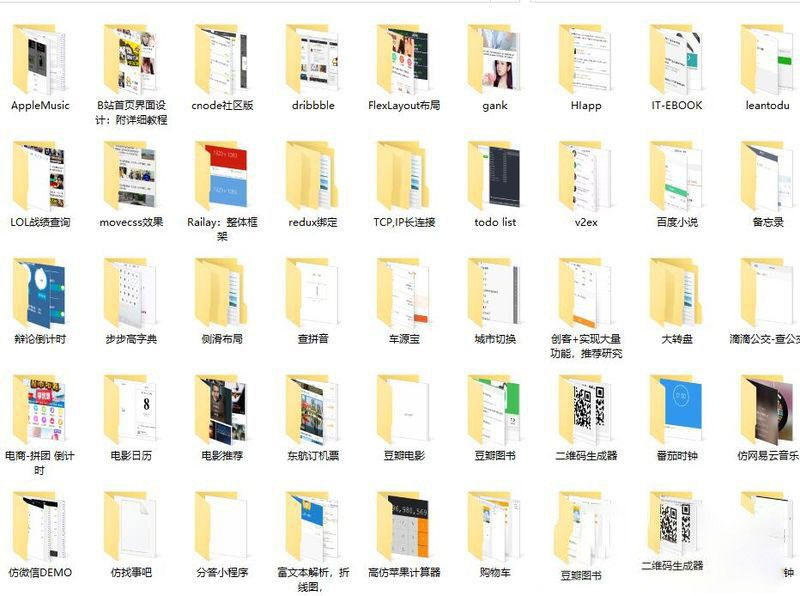 AppleMusic
B站首页界面设
计：附详细教程
cnode社区版
dribbble
FlexLayout布局
gank
HIapp
IT-EBOOK
leantodu
LOL战绩查询
movecss效果
Railay：整体框
架
redux绑定
TCP,IP长连接
todo list
v2ex
百度小说
备忘录
辩论倒计时
步步高字典
侧滑布局
查拼音
车源宝
城市切换
创客+实现大量
功能，推荐研究
大转盘
滴滴公交-查公交
电商-拼团 倒计
时
电影日历
电影推荐
东航订机票
豆瓣电影
豆瓣图书
二维码生成器
番茄时钟
仿网易云音乐
仿微信DEMO
仿找事吧
分答小程序
富文本解析，折
线图，
高仿苹果计算器
购物车
豆瓣图书
二维码生成器
钟